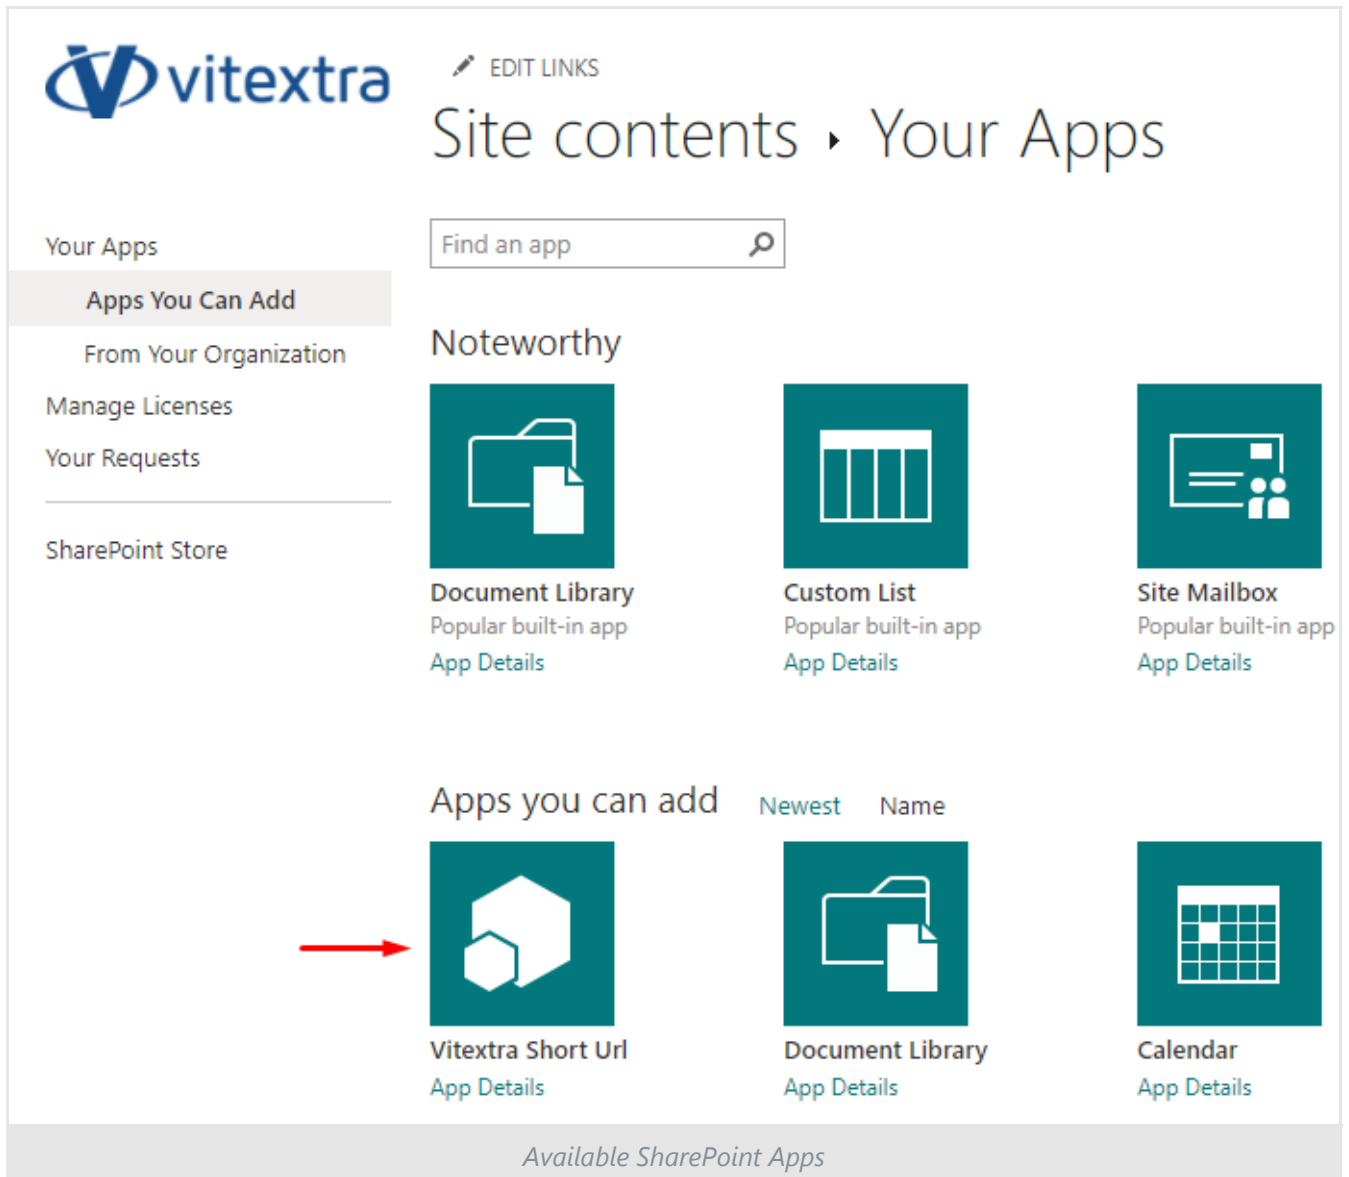 vitextra
EDIT LINKS
Site contents ▸ Your Apps
Your Apps
Apps You Can Add
From Your Organization
Manage Licenses
Your Requests
SharePoint Store
Find an app
Noteworthy
Document Library
Popular built-in app
App Details
Custom List
Popular built-in app
App Details
Site Mailbox
Popular built-in app
App Details
Apps you can add Newest Name
Vitextra Short Url
App Details
Document Library
App Details
Calendar
App Details
Available SharePoint Apps